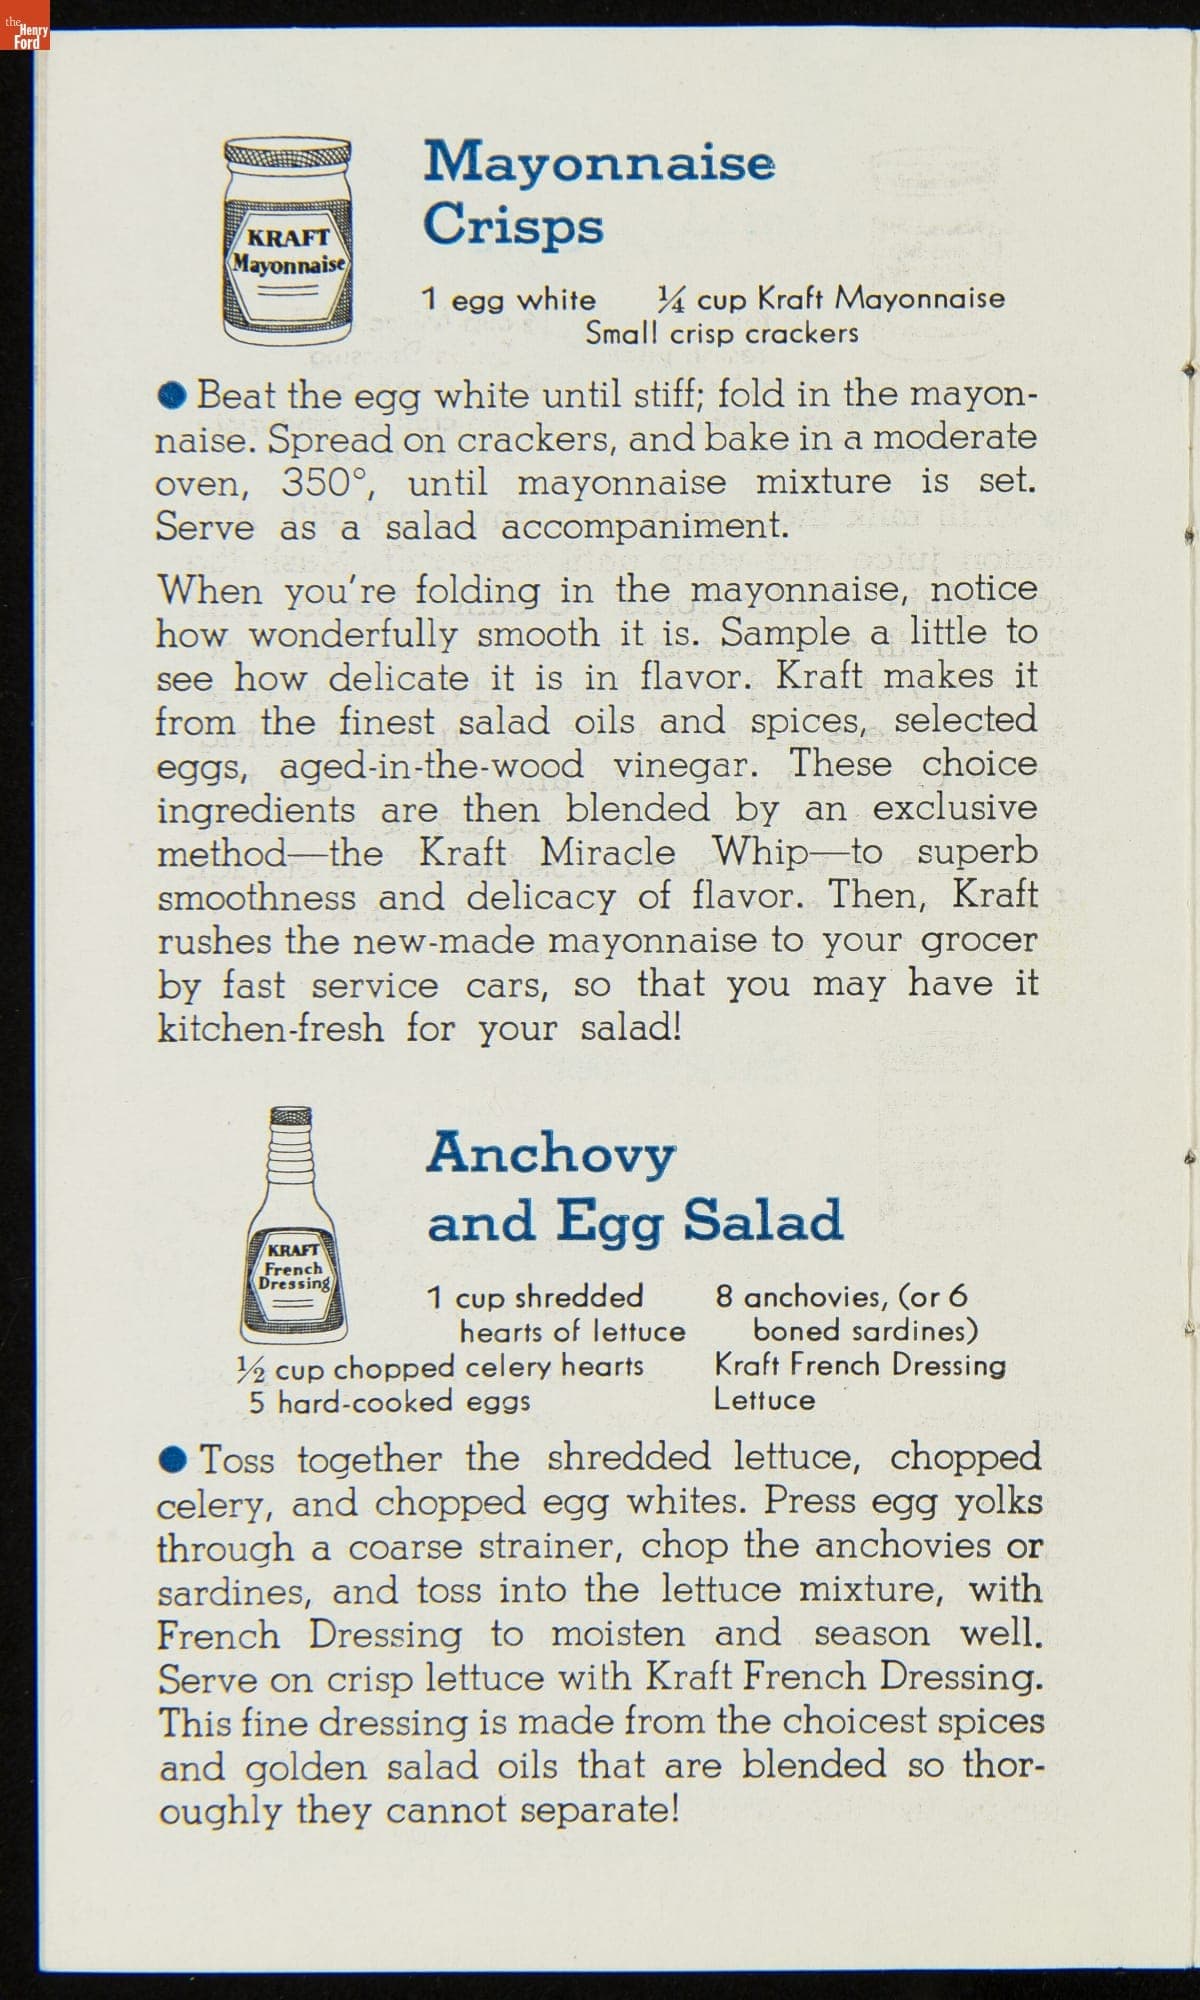 the
Henry
Ford
Mayonnaise
Crisps
KRAFT
Mayonnaise
1 egg white ¼ cup Kraft Mayonnaise
Small crisp crackers
● Beat the egg white until stiff; fold in the mayon-
naise. Spread on crackers, and bake in a moderate
oven, 350°, until mayonnaise mixture is set.
Serve as a salad accompaniment.
When you're folding in the mayonnaise, notice
how wonderfully smooth it is. Sample a little to
see how delicate it is in flavor. Kraft makes it
from the finest salad oils and spices, selected
eggs, aged-in-the-wood vinegar. These choice
ingredients are then blended by an exclusive
method—the Kraft Miracle Whip—to superb
smoothness and delicacy of flavor. Then, Kraft
rushes the new-made mayonnaise to your grocer
by fast service cars, so that you may have it
kitchen-fresh for your salad!
Anchovy
and Egg Salad
KRAFT
French
Dressing
1 cup shredded
hearts of lettuce
½ cup chopped celery hearts
5 hard-cooked eggs
8 anchovies, (or 6
boned sardines)
Kraft French Dressing
Lettuce
● Toss together the shredded lettuce, chopped
celery, and chopped egg whites. Press egg yolks
through a coarse strainer, chop the anchovies or
sardines, and toss into the lettuce mixture, with
French Dressing to moisten and season well.
Serve on crisp lettuce with Kraft French Dressing.
This fine dressing is made from the choicest spices
and golden salad oils that are blended so thor-
oughly they cannot separate!